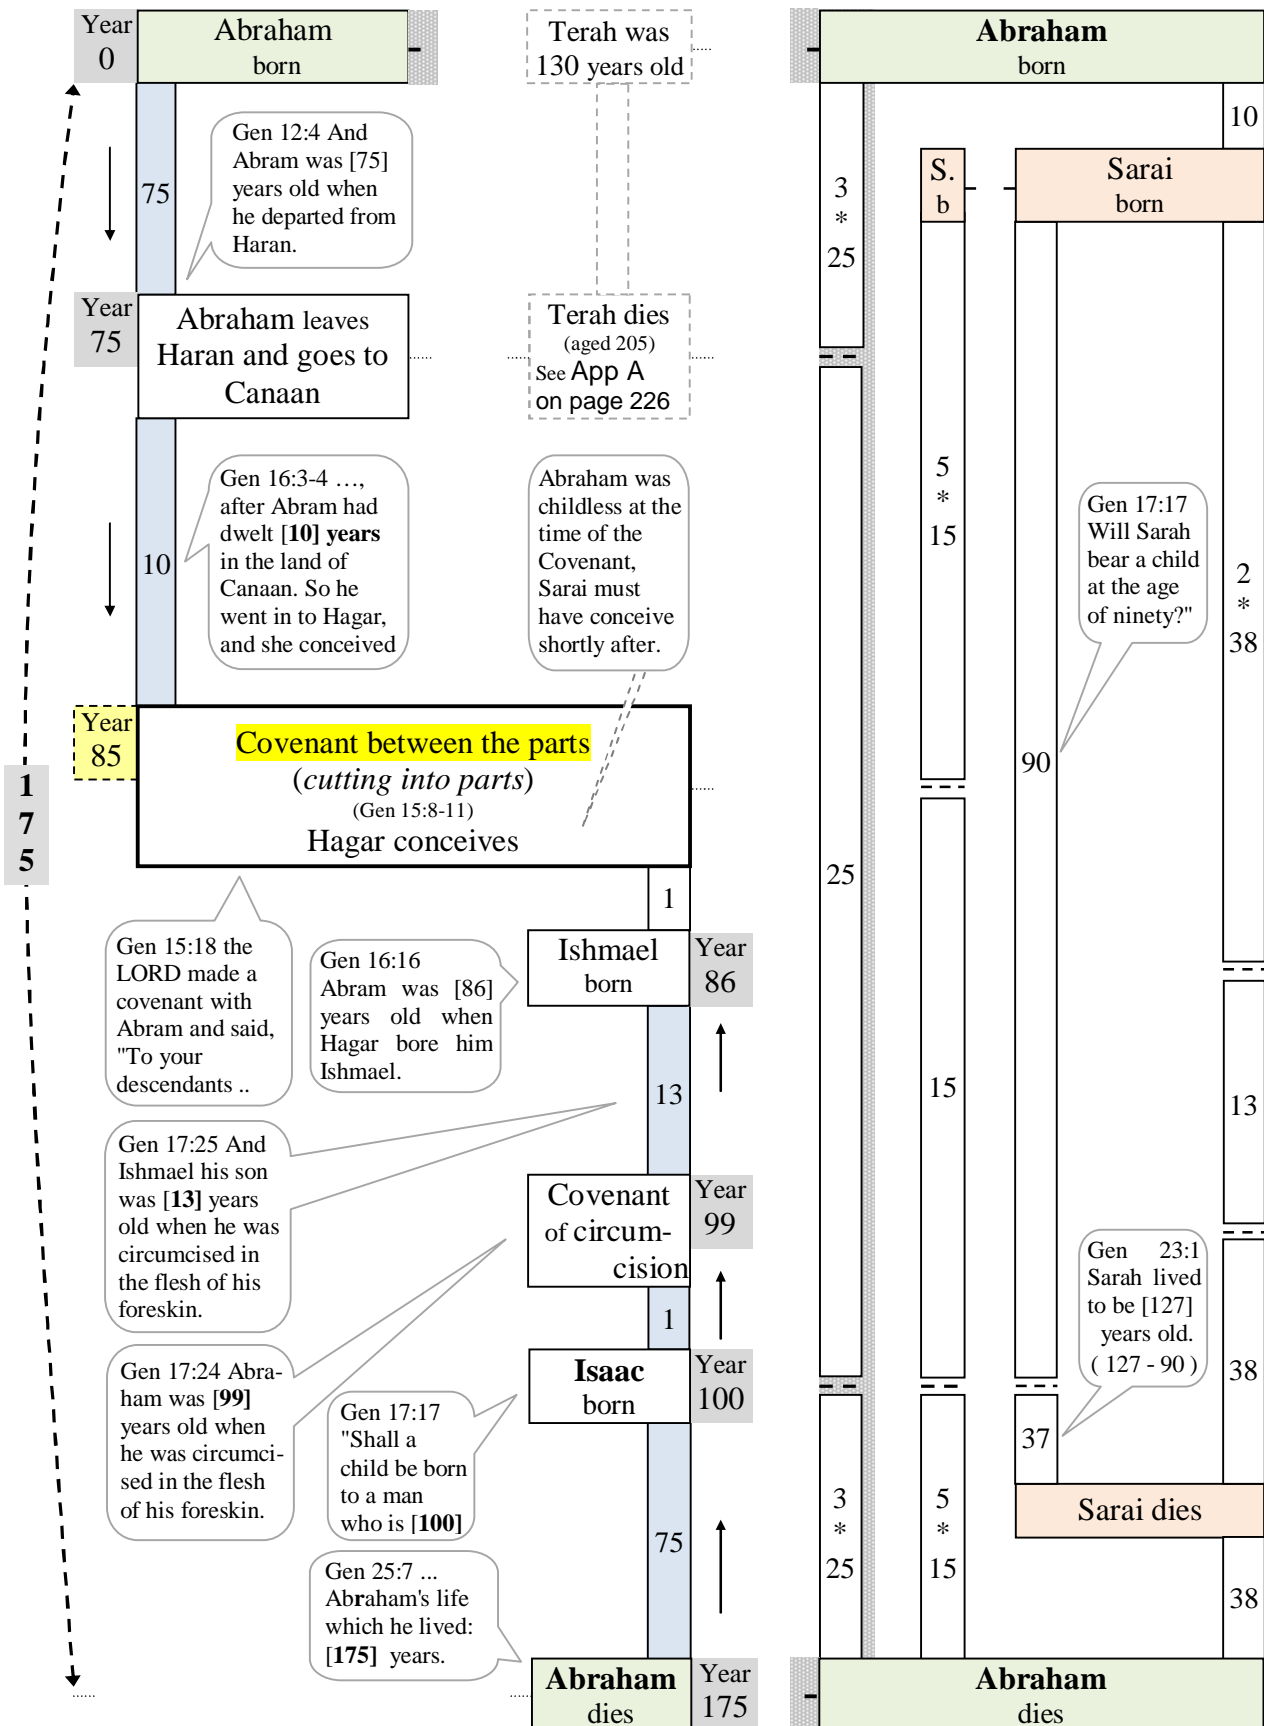 Year
0
Abraham
born
Terah was
130 years old
Abraham
born
10
Gen 12:4 And
Abram was [75]
years old when
he departed from
Haran.
75
3
*
25
S.
b
Sarai
born
Year
75
Abraham leaves
Haran and goes to
Canaan
Terah dies
(aged 205)
See App A
on page 226
Gen 16:3-4 …,
after Abram had
dwelt [10] years
in the land of
Canaan. So he
went in to Hagar,
and she conceived
10
Abraham was
childless at the
time of the
Covenant,
Sarai must
have conceive
shortly after.
5
*
15
Gen 17:17
Will Sarah
bear a child
at the age
of ninety?"
2
*
38
Year
85
Covenant between the parts
(cutting into parts)
(Gen 15:8-11)
Hagar conceives
90
1
7
5
25
1
Gen 15:18 the
LORD made a
covenant with
Abram and said,
"To your
descendants ..
Gen 16:16
Abram was [86]
years old when
Hagar bore him
Ishmael.
Ishmael
born
Year
86
13
15
13
Gen 17:25 And
Ishmael his son
was [13] years
old when he was
circumcised in
the flesh of his
foreskin.
Covenant
of circum-
cision
Year
99
Gen 23:1
Sarah lived
to be [127]
years old.
( 127 - 90 )
1
Gen 17:24 Abra-
ham was [99]
years old when
he was circumci-
sed in the flesh
of his foreskin.
Gen 17:17
"Shall a
child be born
to a man
who is [100]
Isaac
born
Year
100
38
37
75
3
*
25
5
*
15
Sarai dies
38
Gen 25:7 ...
Abraham's life
which he lived:
[175] years.
Abraham
dies
Year
175
Abraham
dies